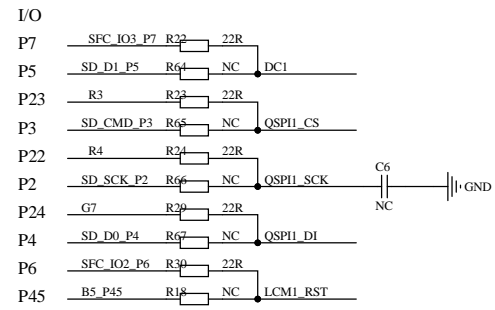 I/O
P7 SFC_IO3_P7 R22 22R
P5 SD_D1_P5 R64 NC DC1
P23 R3 R23 22R
P3 SD_CMD_P3 R65 NC QSPI1_CS
P22 R4 R24 22R
C6
P2 SD_SCK_P2 R66 NC QSPI1_SCK GND
NC
P24 G7 R29 22R
P4 SD_D0_P4 R67 NC QSPI1_DI
P6 SFC_IO2_P6 R30 22R
P45 B5_P45 R18 NC LCM1_RST